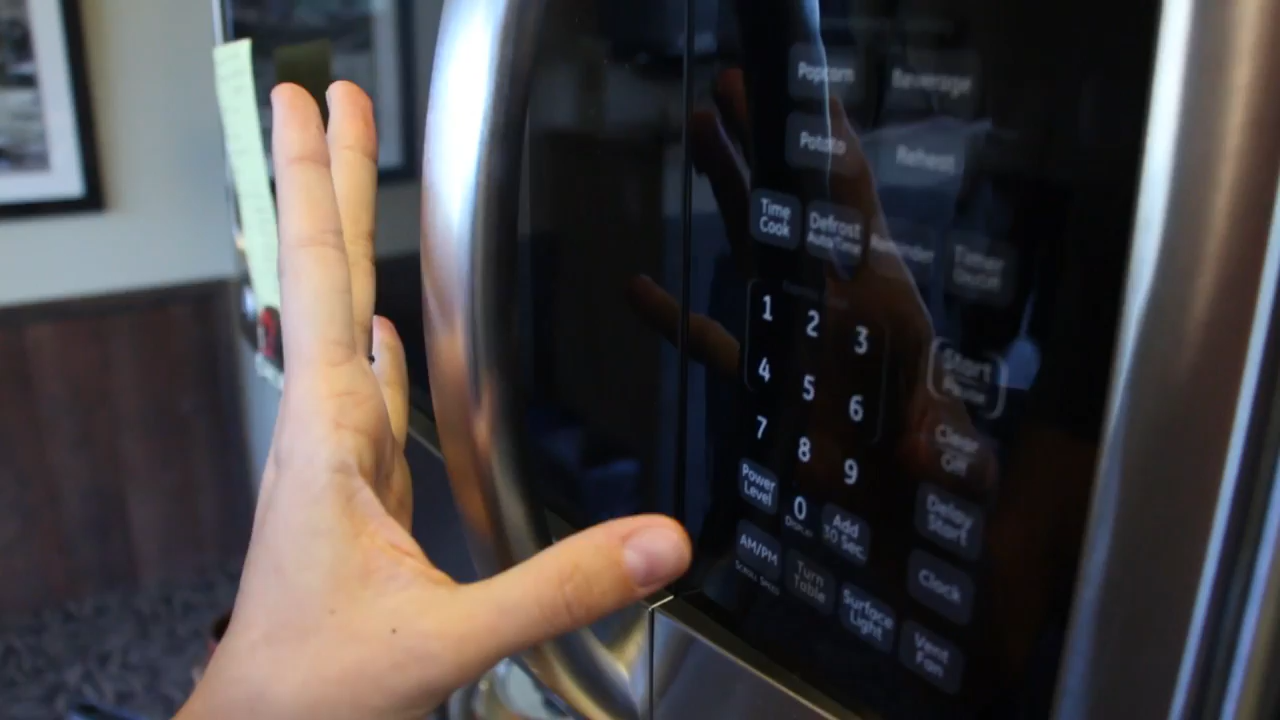 Popcorn
Beverage
Potato
Reheat
Time
Cook
Defrost
Auto/Time
Reminder
Timer
On/Off
1
2
3
4
5
6
7
8
9
Power
Level
0
Add
30 Sec.
Start
Pause
Clear
Off
Delay
Start
AM/PM
Turn
Table
Surface
Light
Clock
Vent
Fan